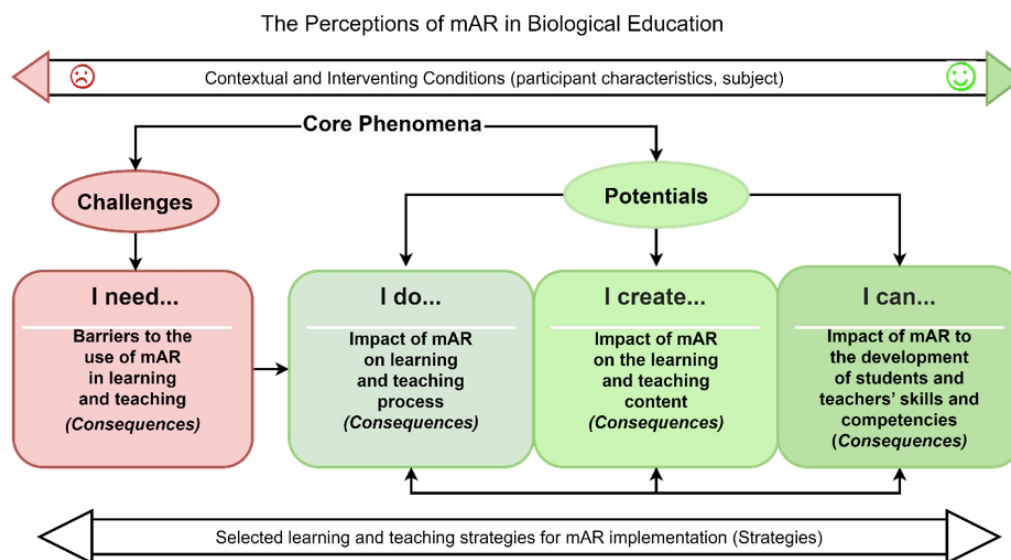 The Perceptions of mAR in Biological Education
Contextual and Interventing Conditions (participant characteristics, subject)
Core Phenomena
Challenges
Potentials
I need...
Barriers to the
use of mAR
in learning
and teaching
(Consequences)
I do...
Impact of mAR
on learning
and teaching
process
(Consequences)
I create...
Impact of mAR
on the learning
and teaching
content
(Consequences)
I can...
Impact of mAR to
the development
of students and
teachers' skills and
competencies
(Consequences)
Selected learning and teaching strategies for mAR implementation (Strategies)